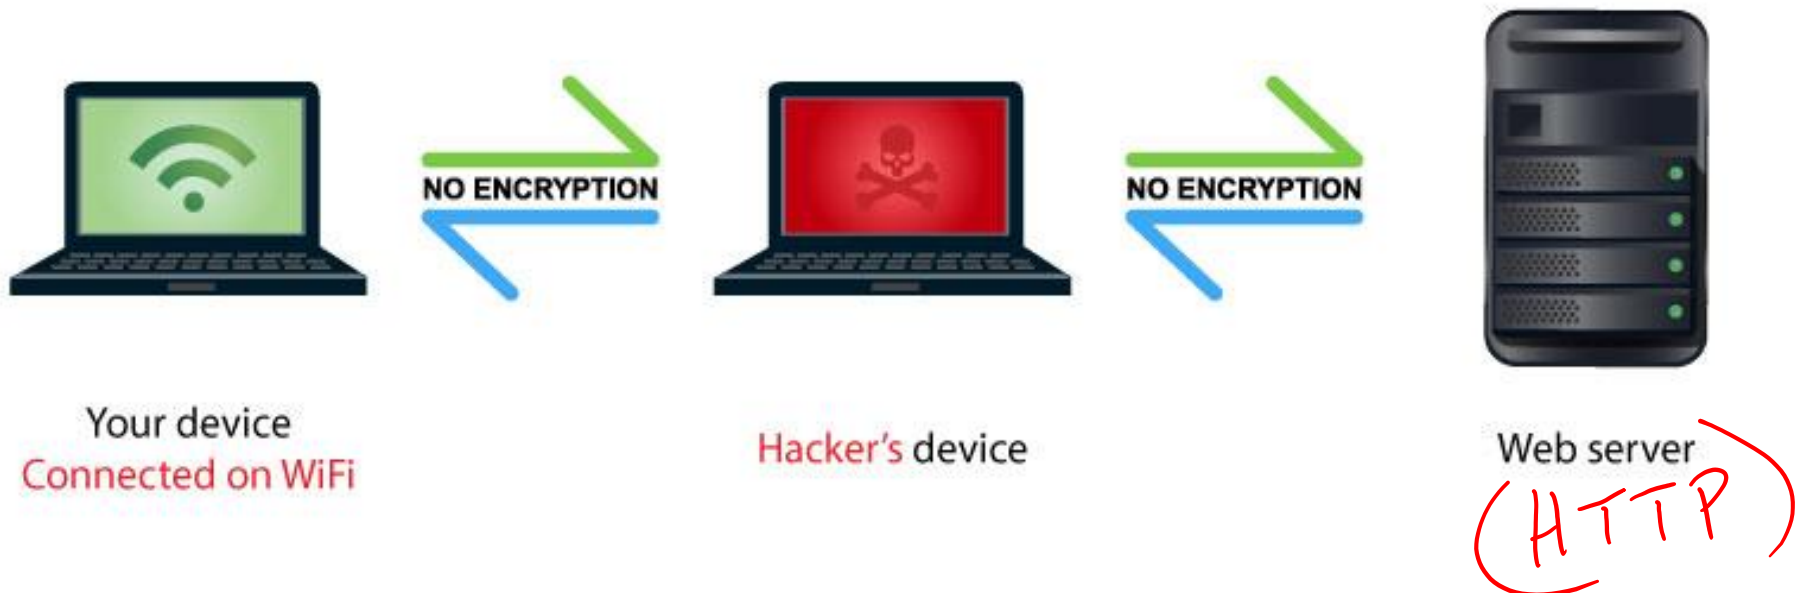 NO ENCRYPTION
NO ENCRYPTION
Your device
Connected on WiFi
Hacker's device
Web server
(HTTP)